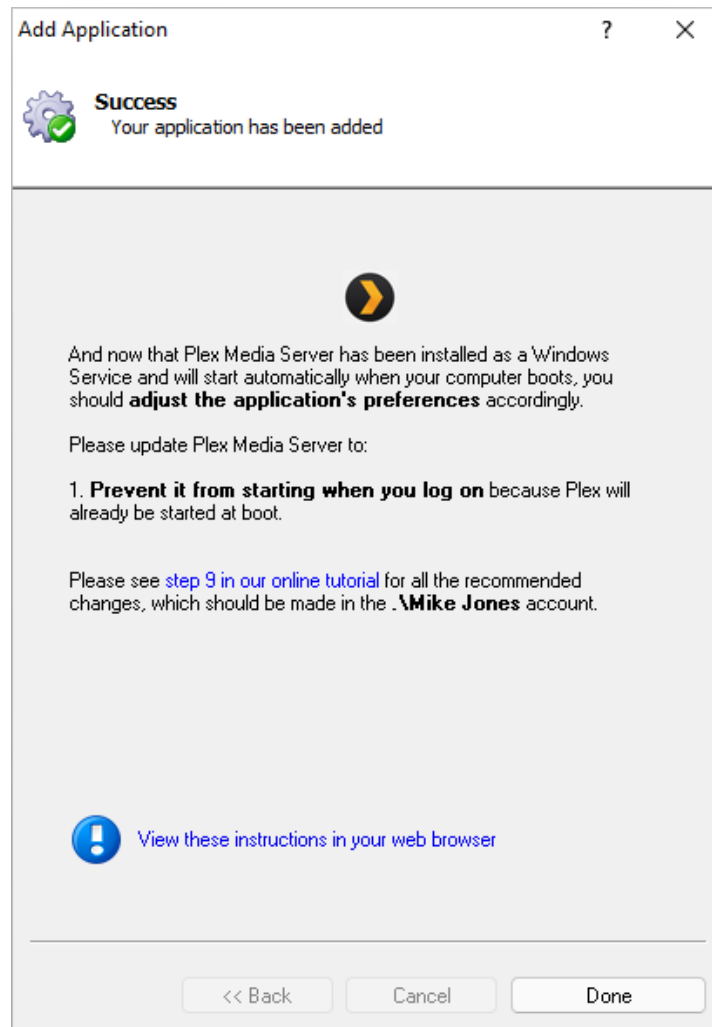 Add Application
?
Success
Your application has been added
And now that Plex Media Server has been installed as a Windows
Service and will start automatically when your computer boots, you
should adjust the application's preferences accordingly.
Please update Plex Media Server to:
1. Prevent it from starting when you log on because Plex will
already be started at boot.
Please see step 9 in our online tutorial for all the recommended
changes, which should be made in the .\Mike Jones account.
View these instructions in your web browser
<< Back
Cancel
Done